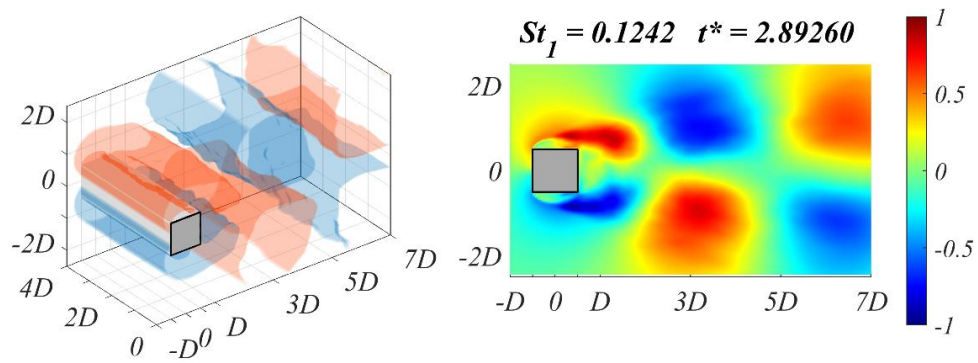 St₁ = 0.1242 t* = 2.89260
2D
0
-2D
4D
2D
0
-D
0
D
3D
5D
7D
2D
0
-2D
-D 0 D 3D 5D 7D
1
0.5
0
-0.5
-1